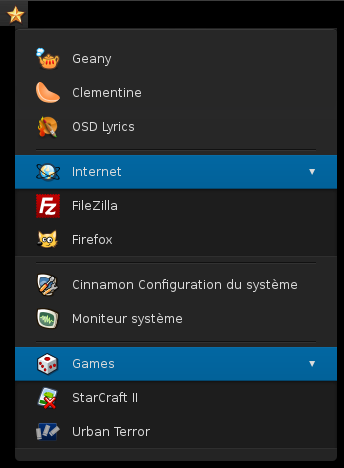 Geany
Clementine
OSD Lyrics
Internet
FileZilla
Firefox
Cinnamon Configuration du système
Moniteur système
Games
StarCraft II
Urban Terror